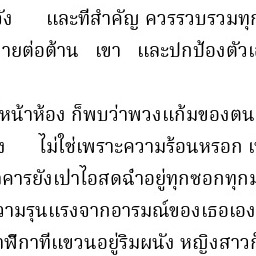 ัง และที่สำคัญ ควรรวบรวมทุก
ายต่อต้าน เขา และปกป้องตัวเ
หน้าห้อง ก็พบว่าพวงแก้มของตน
ง ไม่ใช่เพราะความร้อนหรอก เ
คารยังเป่าไอสดฉ่ำอยู่ทุกซอกทุกม
วามรุนแรงจากอารมณ์ของเธอเอง
าฬิกาที่แขวนอยู่ริมผนัง หญิงสาวก็